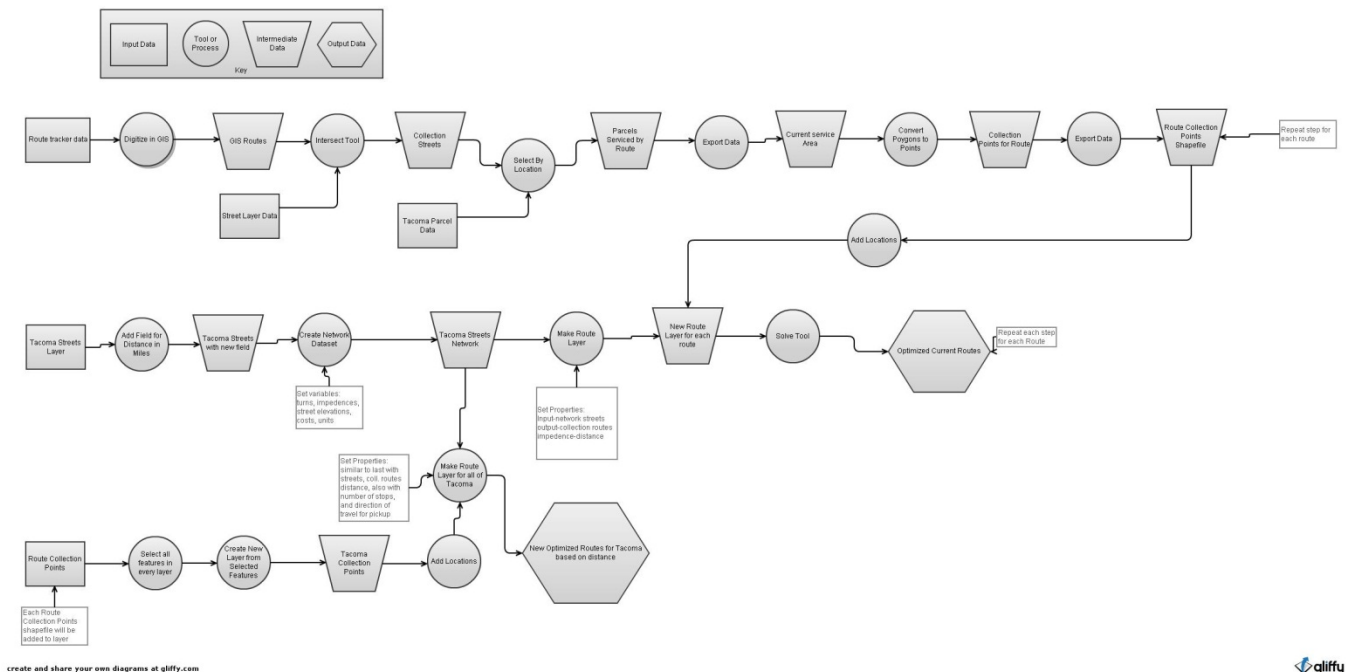 Input Data
Tool or
Process
Intermediate
Data
Output Data
Key
Route tracker data
Digitize in GIS
GIS Routes
Intersect Tool
Collection
Streets
Select By
Location
Parcels
Serviced by
Route
Export Data
Current service
Area
Convert
Poygons to
Points
Collection
Points for Route
Export Data
Route Collection
Points
Shapefile
Repeat step for
each route
Street Layer Data
Tacoma Parcel
Data
Add Locations
Tacoma Streets
Layer
Add Field for
Distance in
Miles
Tacoma Streets
with new field
Create Network
Dataset
Tacoma Streets
Network
Make Route
Layer
New Route
Layer for each
route
Solve Tool
Optimized Current Routes
Repeat each step
for each Route
Set variables:
turns, impedences,
street elevations,
costs, units
Set Properties:
Input-network streets
output-collection routes
impedence-distance
Set Properties:
similar to last with
streets, coll. routes
distance, also with
number of stops,
and direction of
travel for pickup
Make Route
Layer for all of
Tacoma
Route Collection
Points
Select all
features in
every layer
Create New
Layer from
Selected
Features
Tacoma
Collection
Points
Add Locations
New Optimized Routes for Tacoma
based on distance
Each Route
Collection Points
shapefile will be
added to layer
create and share your own diagrams at gliffy.com
gliffy